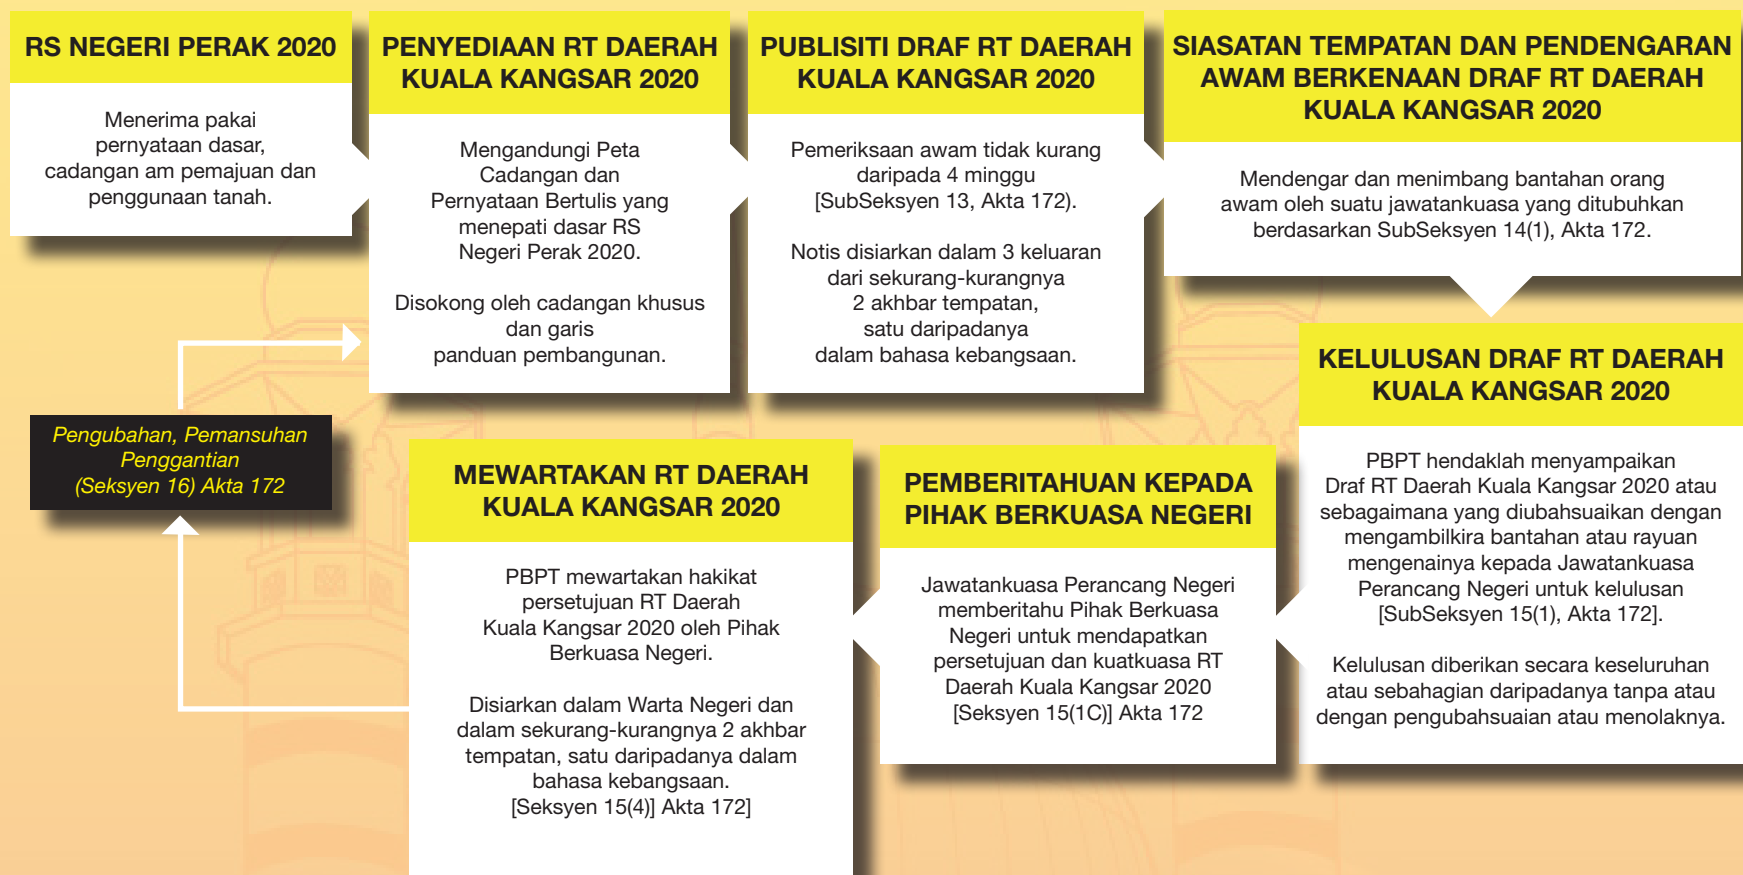 RS NEGERI PERAK 2020
Menerima pakai
pernyataan dasar,
cadangan am pemajuan dan
penggunaan tanah.
PENYEDIAAN RT DAERAH
KUALA KANGSAR 2020
Mengandungi Peta
Cadangan dan
Pernyataan Bertulis yang
menepati dasar RS
Negeri Perak 2020.
Disokong oleh cadangan khusus
dan garis
panduan pembangunan.
PUBLISITI DRAF RT DAERAH
KUALA KANGSAR 2020
Pemeriksaan awam tidak kurang
daripada 4 minggu
[SubSeksyen 13, Akta 172).
Notis disiarkan dalam 3 keluaran
dari sekurang-kurangnya
2 akhbar tempatan,
satu daripadanya
dalam bahasa kebangsaan.
SIASATAN TEMPATAN DAN PENDENGARAN
AWAM BERKENAAN DRAF RT DAERAH
KUALA KANGSAR 2020
Mendengar dan menimbang bantahan orang
awam oleh suatu jawatankuasa yang ditubuhkan
berdasarkan SubSeksyen 14(1), Akta 172.
KELULUSAN DRAF RT DAERAH
KUALA KANGSAR 2020
PBPT hendaklah menyampaikan
Draf RT Daerah Kuala Kangsar 2020 atau
sebagaimana yang diubahsuaikan dengan
mengambilkira bantahan atau rayuan
mengenainya kepada Jawatankuasa
Perancang Negeri untuk kelulusan
[SubSeksyen 15(1), Akta 172].
Kelulusan diberikan secara keseluruhan
atau sebahagian daripadanya tanpa atau
dengan pengubahsuaian atau menolaknya.
PEMBERITAHUAN KEPADA
PIHAK BERKUASA NEGERI
Jawatankuasa Perancang Negeri
memberitahu Pihak Berkuasa
Negeri untuk mendapatkan
persetujuan dan kuatkuasa RT
Daerah Kuala Kangsar 2020
[Seksyen 15(1C)] Akta 172
MEWARTAKAN RT DAERAH
KUALA KANGSAR 2020
PBPT mewartakan hakikat
persetujuan RT Daerah
Kuala Kangsar 2020 oleh Pihak
Berkuasa Negeri.
Disiarkan dalam Warta Negeri dan
dalam sekurang-kurangnya 2 akhbar
tempatan, satu daripadanya dalam
bahasa kebangsaan.
[Seksyen 15(4)] Akta 172]
Pengubahan, Pemansuhan
Penggantian
(Seksyen 16) Akta 172